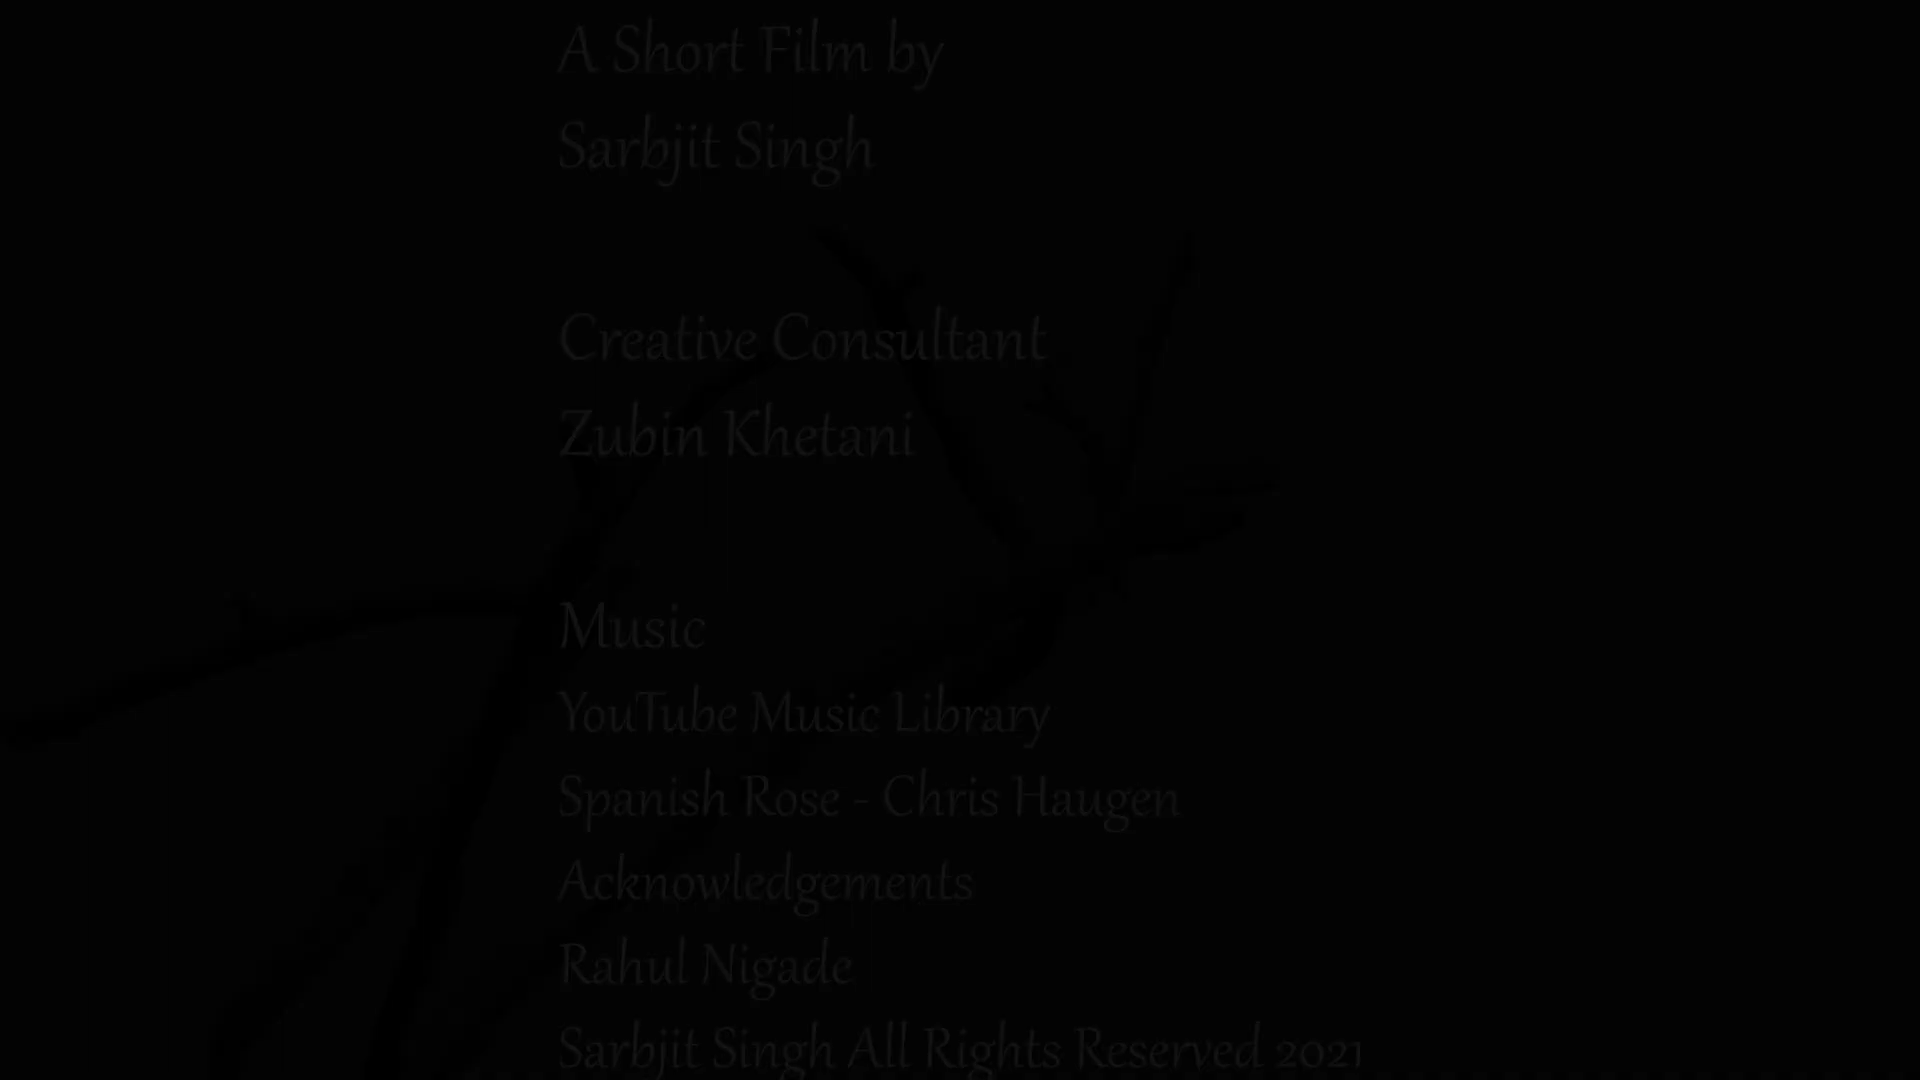 A Short Film by
Sarbjit Singh
Creative Consultant
Zubin Khetani
Music
YouTube Music Library
Spanish Rose - Chris Haugen
Acknowledgements
Rahul Nigade
Sarbjit Singh All Rights Reserved 2021